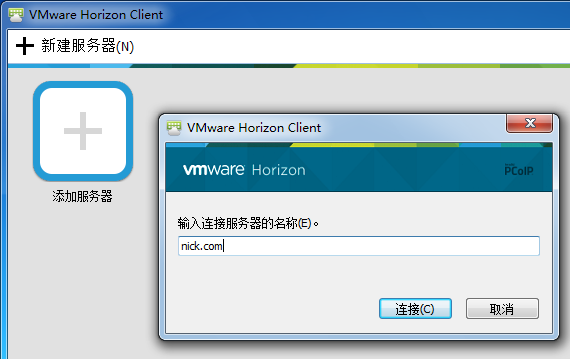 VMware Horizon Client
新建服务器(N)
添加服务器
VMware Horizon Client
vmware Horizon
PCoIP
输入连接服务器的名称(E)。
nick.com
连接(C)
取消